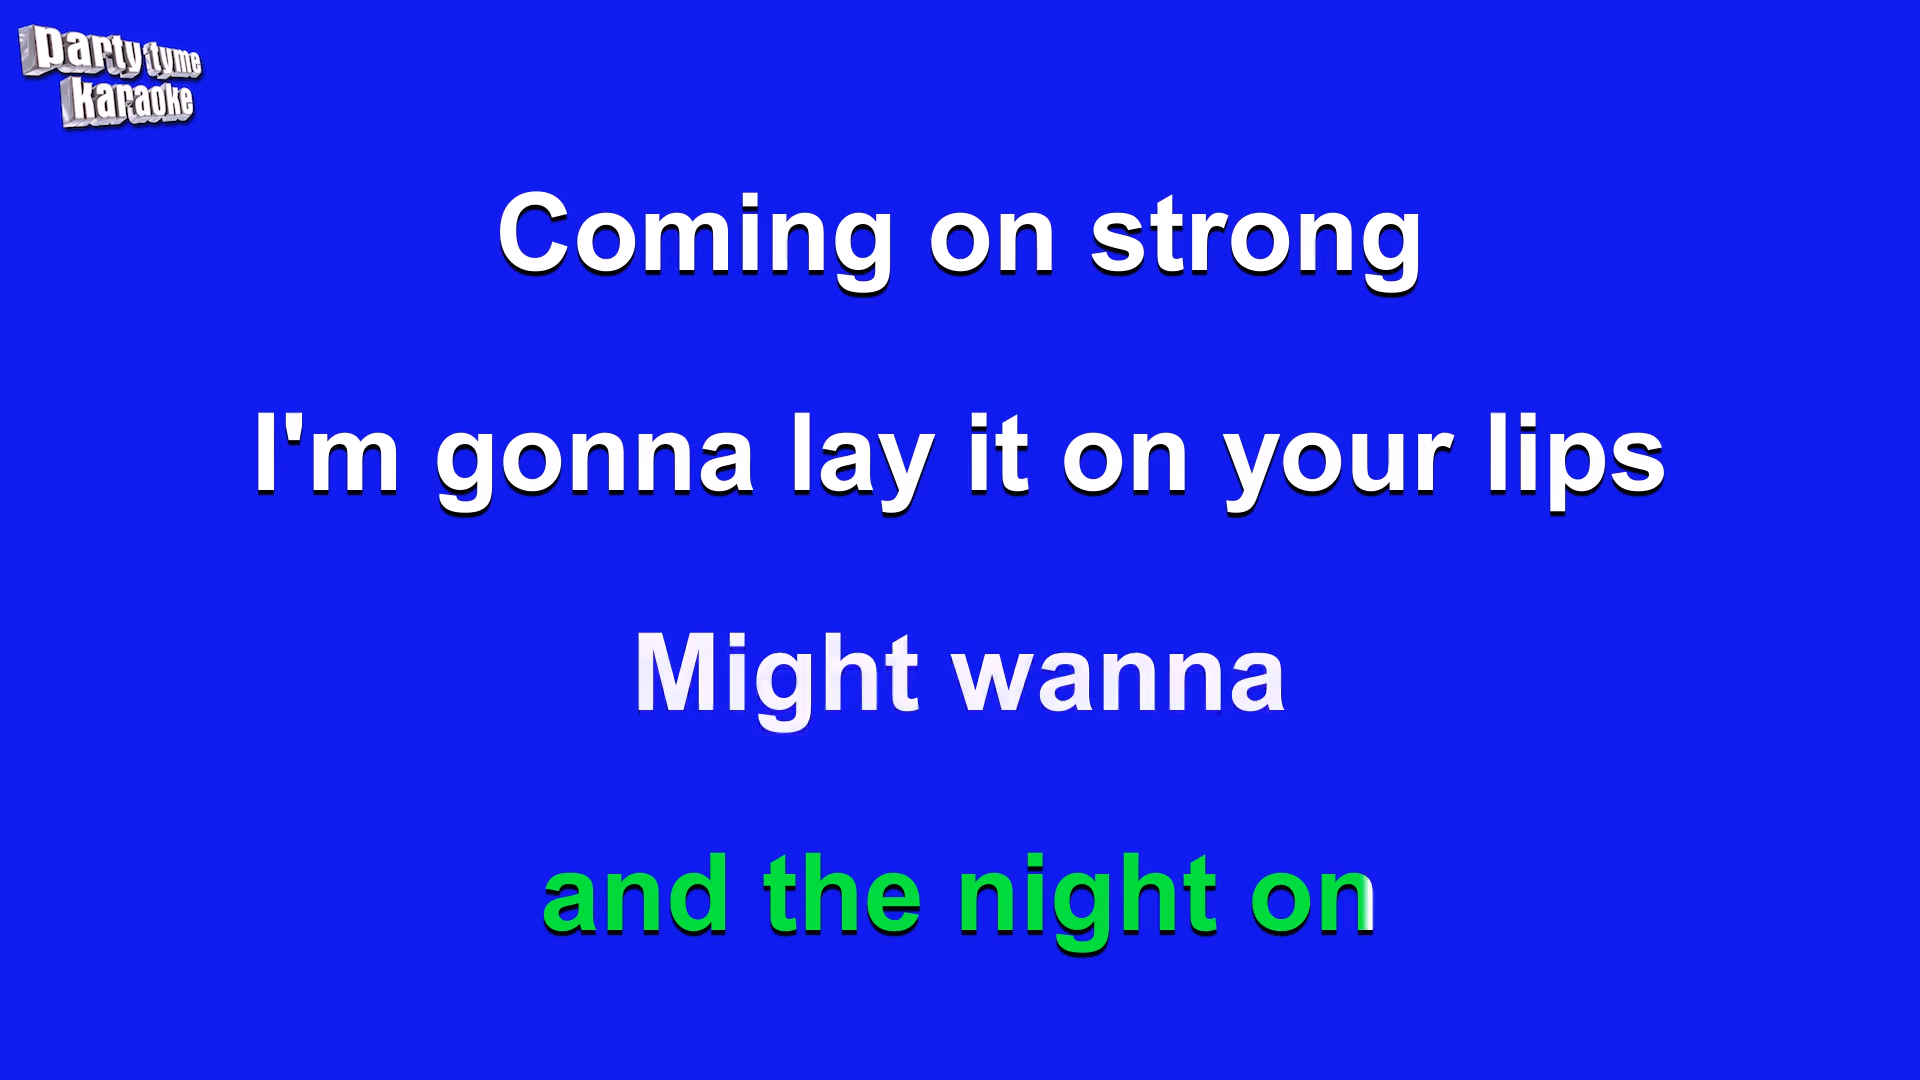 party tyme
karaoke
Coming on strong
I'm gonna lay it on your lips
Might wanna
and the night on